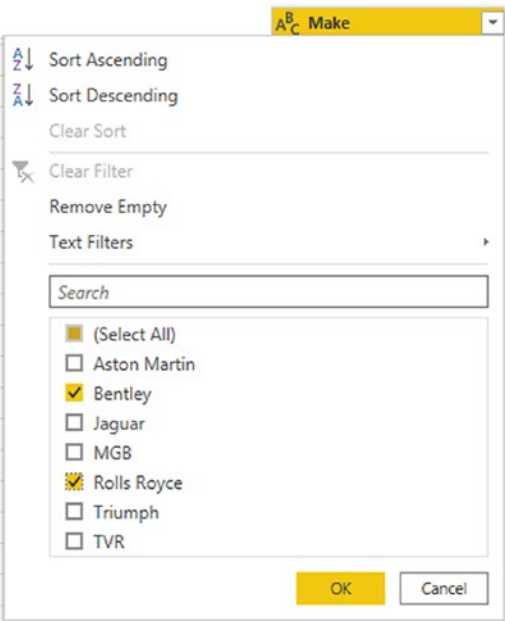 ABC Make
Sort Ascending
Sort Descending
Clear Sort
Clear Filter
Remove Empty
Text Filters
Search
(Select All)
Aston Martin
Bentley
Jaguar
MGB
Rolls Royce
Triumph
TVR
OK Cancel